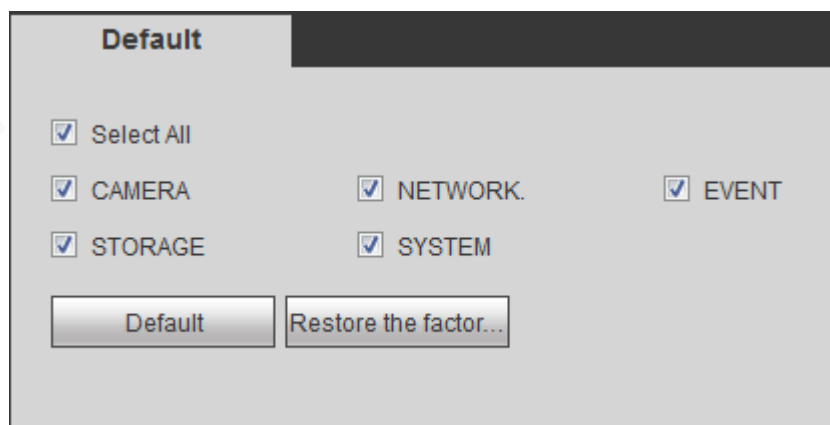 Default
Select All
CAMERA NETWORK. EVENT
STORAGE SYSTEM
Default Restore the factor...